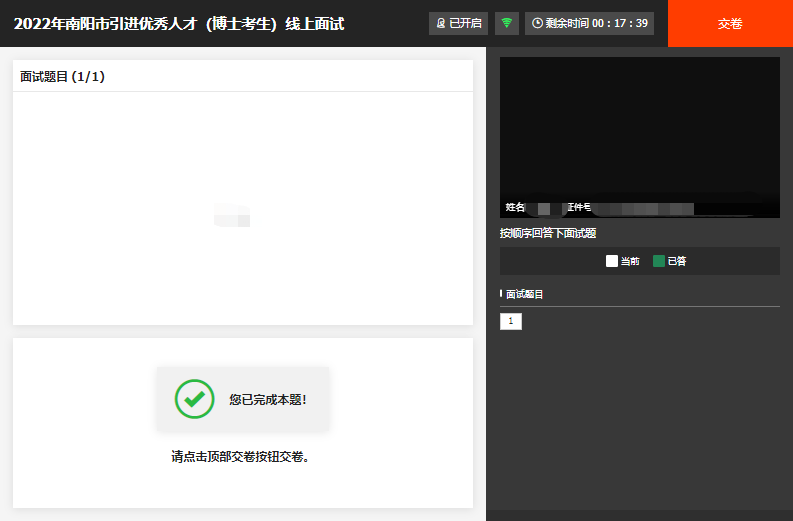 2022年南阳市引进优秀人才（博士考生）线上面试
已开启
剩余时间 00：17：39
交卷
面试题目 (1/1)
姓名
证件号
按顺序回答下面试题
当前
已答
面试题目
1
您已完成本题！
请点击顶部交卷按钮交卷。